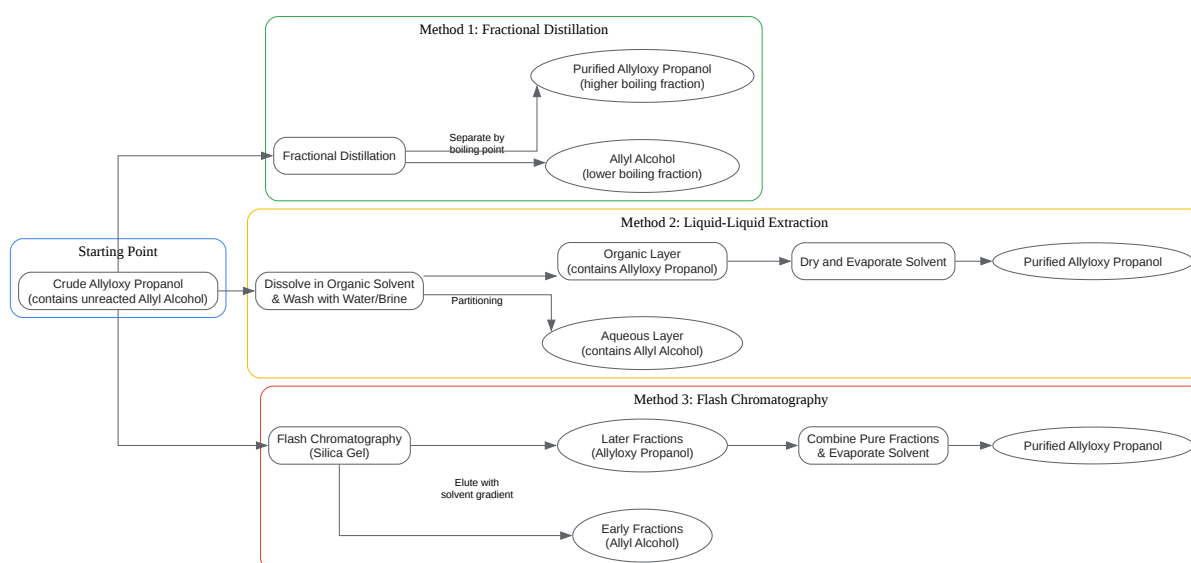 Method 1: Fractional Distillation
Purified Allyloxy Propanol
(higher boiling fraction)
Separate by
boiling point
Fractional Distillation
Allyl Alcohol
(lower boiling fraction)
Method 2: Liquid-Liquid Extraction
Starting Point
Crude Allyloxy Propanol
(contains unreacted Allyl Alcohol)
Dissolve in Organic Solvent
& Wash with Water/Brine
Organic Layer
(contains Allyloxy Propanol)
Dry and Evaporate Solvent
Purified Allyloxy Propanol
Partitioning
Aqueous Layer
(contains Allyl Alcohol)
Method 3: Flash Chromatography
Flash Chromatography
(Silica Gel)
Later Fractions
(Allyloxy Propanol)
Combine Pure Fractions
& Evaporate Solvent
Purified Allyloxy Propanol
Elute with
solvent gradient
Early Fractions
(Allyl Alcohol)